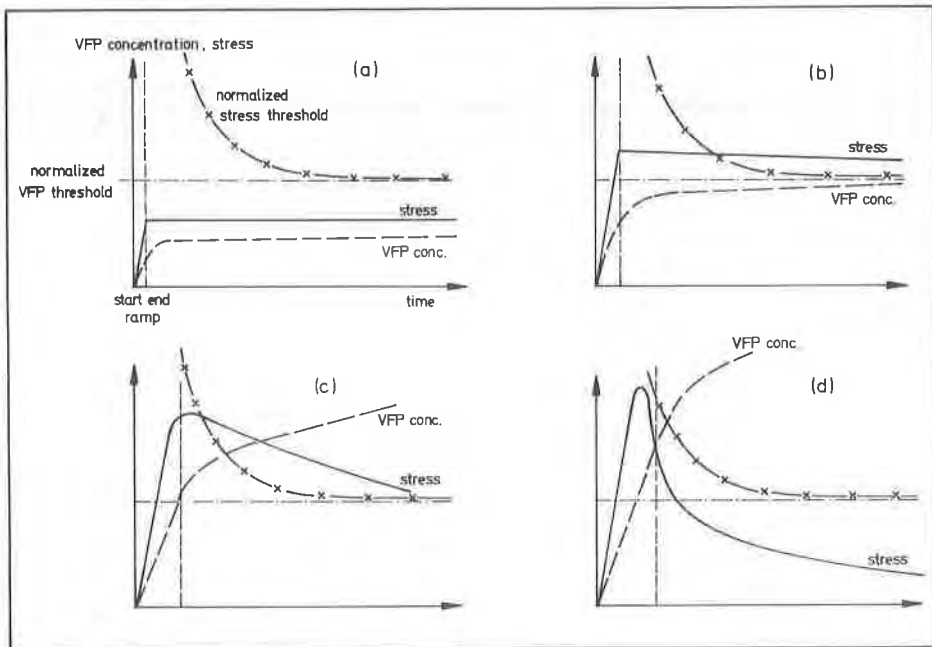 VFP concentration, stress
(a)
normalized
stress threshold
normalized
VFP threshold
stress
VFP conc.
start end
ramp
time
(b)
stress
VFP conc.
(c)
VFP conc.
stress
VFP conc
(d)
stress